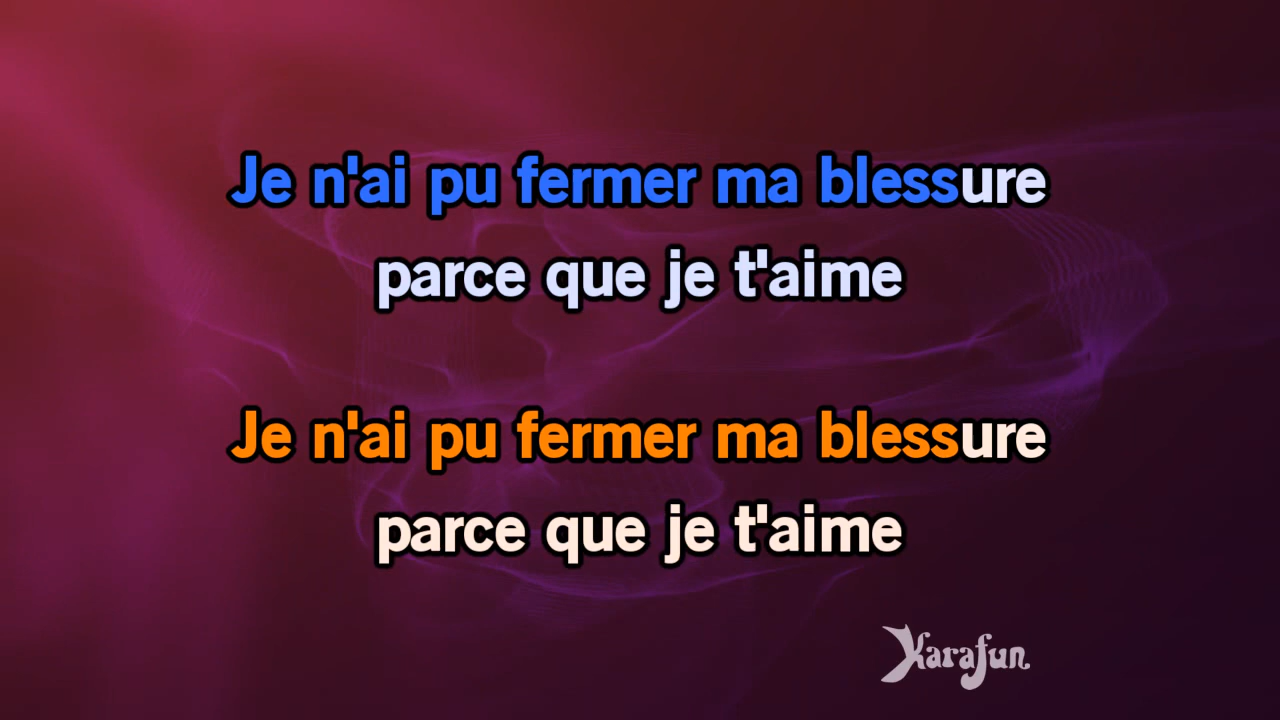 Je n'ai pu fermer ma blessure
parce que je t'aime
Je n'ai pu fermer ma blessure
parce que je t'aime
Karafun